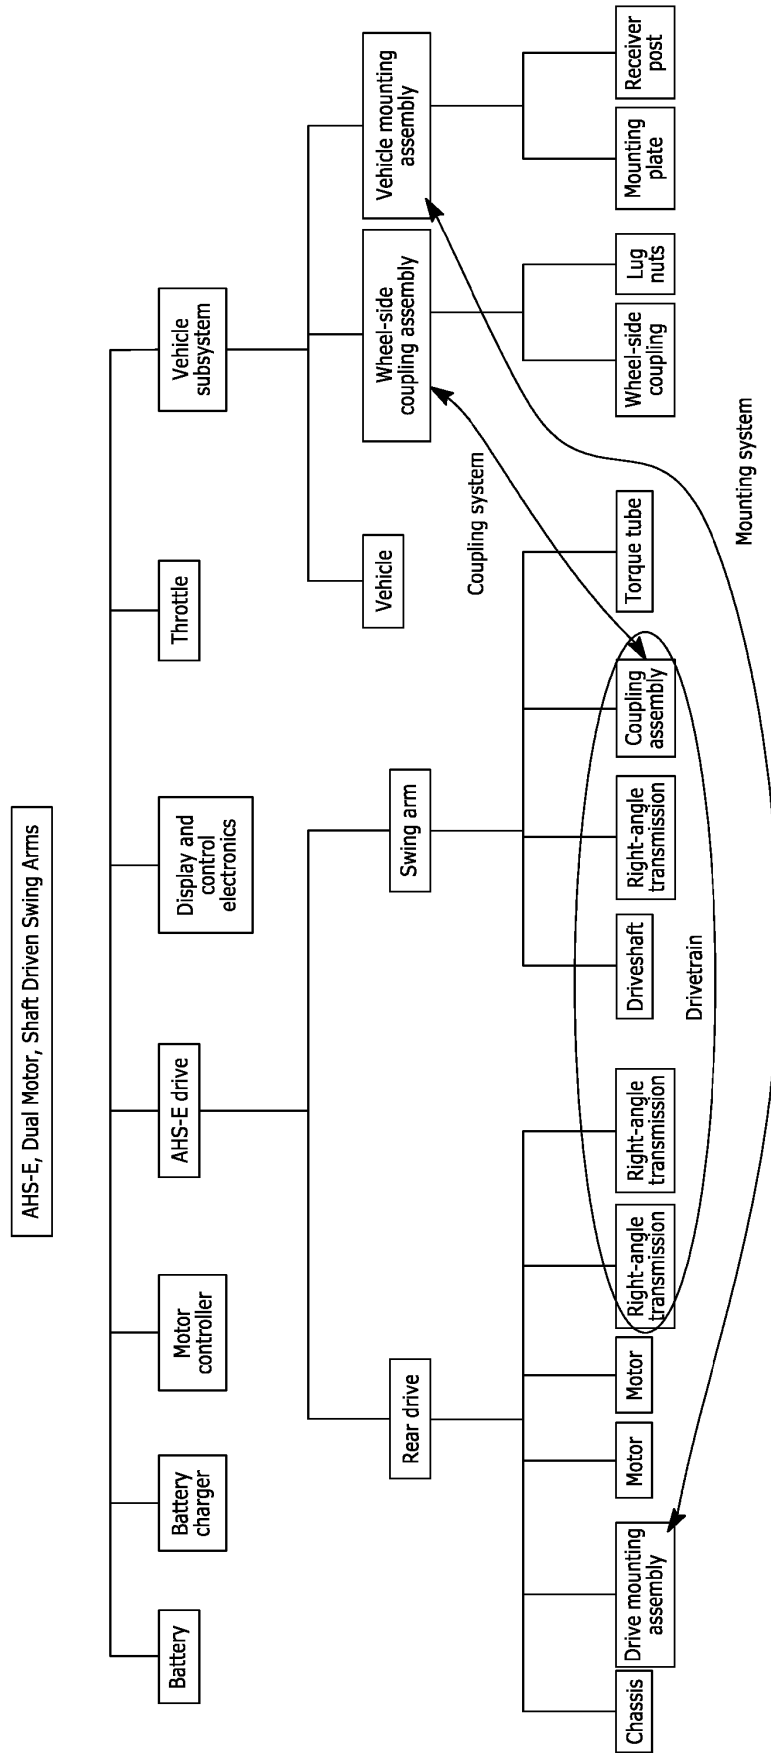 AHS-E, Dual Motor, Shaft Driven Swing Arms
Battery
Battery
charger
Motor
controller
AHS-E drive
Display and
control
electronics
Throttle
Vehicle
subsystem
Rear drive
Swing arm
Vehicle
Wheel-side
coupling assembly
Vehicle mounting
assembly
Coupling system
Chassis
Drive mounting
assembly
Motor
Motor
Right-angle
transmission
Right-angle
transmission
Driveshaft
Right-angle
transmission
Coupling
assembly
Torque tube
Wheel-side
coupling
Lug
nuts
Mounting
plate
Receiver
post
Drivetrain
Mounting system